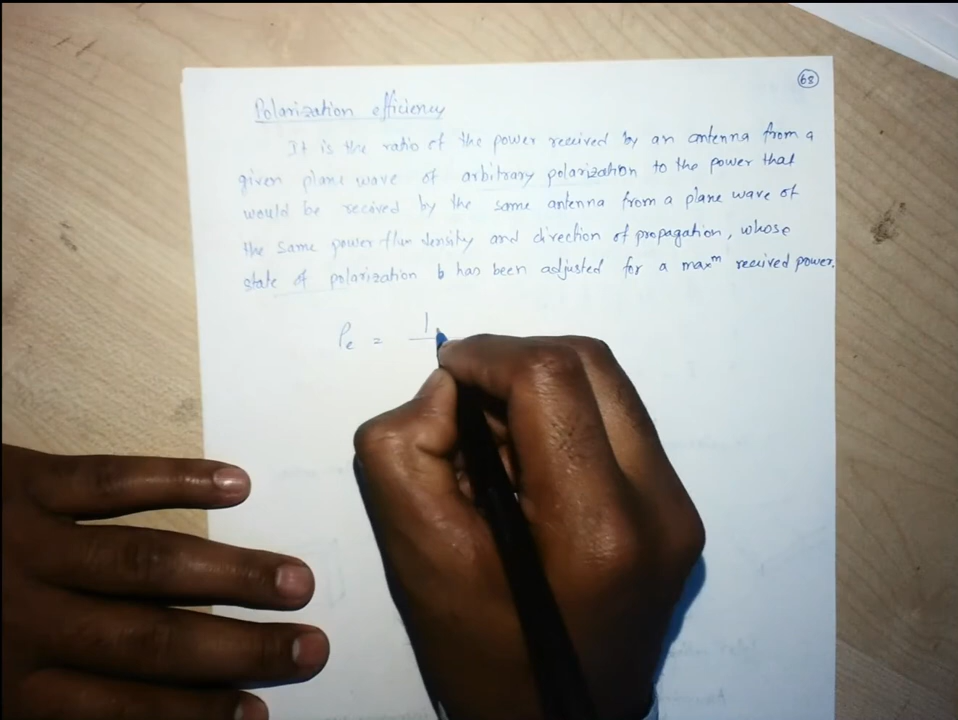 68
Polarization efficiency
It is the ratio of the power received by an antenna from a
given plane wave of arbitrary polarization to the power that
would be recived by the same antenna from a plane wave of
the same power flux density and direction of propagation, whose
state of polarization b has been adjusted for a maxᵐ received power.
Pe = 1